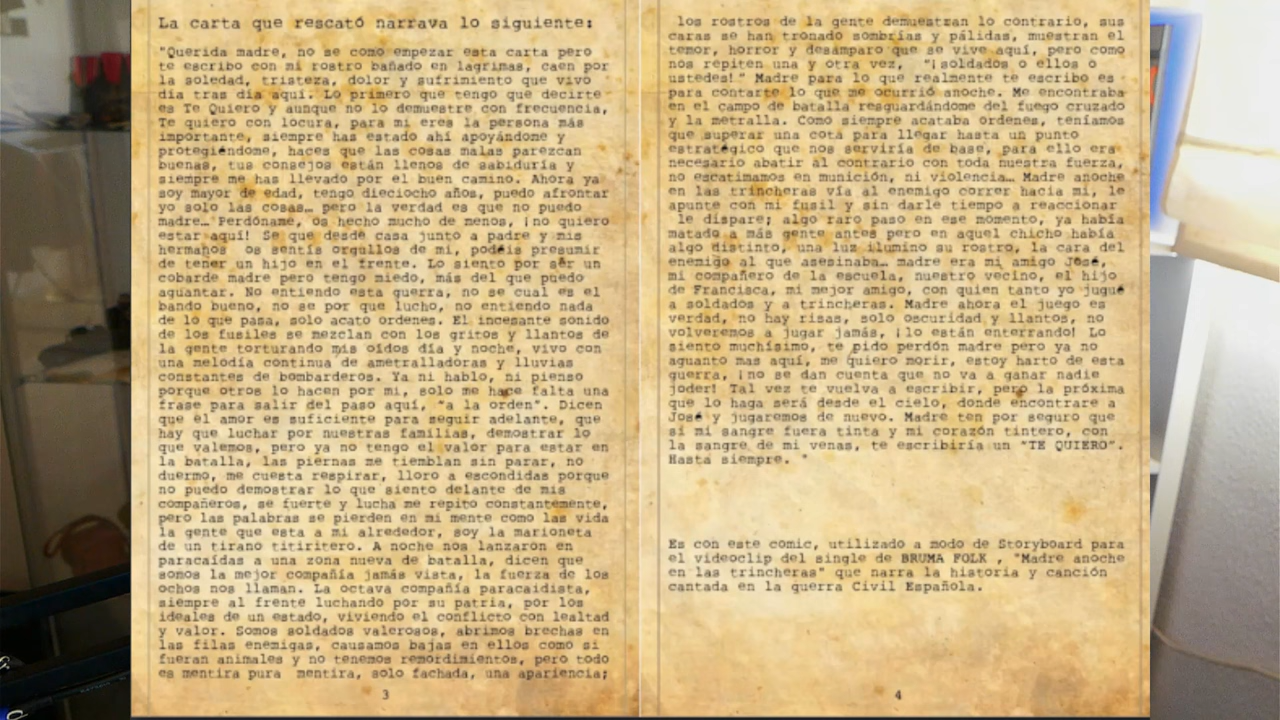 La carta que rescató narrava lo siguiente:
"Querida madre, no se como empezar esta carta pero
te escribo con mi rostro bañado en lagrimas, caen por
la soledad, tristeza, dolor y sufrimiento que vivo
día tras día aquí. Lo primero que tengo que decirte
es Te Quiero y aunque no lo demuestre con frecuencia,
Te quiero con locura, para mi eres la persona más
importante, siempre has estado ahí apoyándome y
protegiéndome, haces que las cosas malas parezcan
buenas, tus consejos están llenos de sabiduría y
siempre me has llevado por el buen camino. Ahora ya
soy mayor de edad, tengo dieciocho años, puedo afrontar
yo solo las cosas… pero la verdad es que no puedo
madre… Perdóname, os hecho mucho de menos, ¡no quiero
estar aquí! Se que desde casa junto a padre y mis
hermanos os sentís orgullos de mi, podéis presumir
de tener un hijo en el frente. Lo siento por ser un
cobarde madre pero tengo miedo, más del que puedo
aguantar. No entiendo esta guerra, no se cual es el
bando bueno, no se por que lucho, no entiendo nada
de lo que pasa, solo acato ordenes. El incesante sonido
de los fusiles se mezclan con los gritos y llantos de
la gente torturando mis oídos día y noche, vivo con
una melodía continua de ametralladoras y lluvias
constantes de bombarderos. Ya ni hablo, ni pienso
porque otros lo hacen por mi, solo me hace falta una
frase para salir del paso aquí, "a la orden". Dicen
que el amor es suficiente para seguir adelante, que
hay que luchar por nuestras familias, demostrar lo
que valemos, pero ya no tengo el valor para estar en
la batalla, las piernas me tiemblan sin parar, no
duermo, me cuesta respirar, lloro a escondidas porque
no puedo demostrar lo que siento delante de mis
compañeros, se fuerte y lucha me repito constantemente,
pero las palabras se pierden en mi mente como las vida
la gente que esta a mi alrededor, soy la marioneta
de un tirano titiritero. A noche nos lanzaron en
paracaídas a una zona nueva de batalla, dicen que
somos la mejor compañía jamás vista, la fuerza de los
ochos nos llaman. La octava compañía paracaidista,
siempre al frente luchando por su patria, por los
ideales de un estado, viviendo el conflicto con lealtad
y valor. Somos soldados valerosos, abrimos brechas en
las filas enemigas, causamos bajas en ellos como si
fueran animales y no tenemos remordimientos, pero todo
es mentira pura mentira, solo fachada, una apariencia;
3
los rostros de la gente demuestran lo contrario, sus
caras se han tronado sombrías y pálidas, muestran el
temor, horror y desamparo que se vive aquí, pero como
nos repiten una y otra vez, "¡soldados o ellos o
ustedes!" Madre para lo que realmente te escribo es
para contarte lo que me ocurrió anoche. Me encontraba
en el campo de batalla resguardándome del fuego cruzado
y la metralla. Como siempre acataba ordenes, teníamos
que superar una cota para llegar hasta un punto
estratégico que nos serviría de base, para ello era
necesario abatir al contrario con toda nuestra fuerza,
no escatimamos en munición, ni violencia… Madre anoche
en las trincheras vía al enemigo correr hacia mi, le
apunte con mi fusil y sin darle tiempo a reaccionar
le dispare; algo raro paso en ese momento, ya había
matado a más gente antes pero en aquel chicho había
algo distinto, una luz ilumino su rostro, la cara del
enemigo al que asesinaba… madre era mi amigo José,
mi compañero de la escuela, nuestro vecino, el hijo
de Francisca, mi mejor amigo, con quien tanto yo jugué
a soldados y a trincheras. Madre ahora el juego es
verdad, no hay risas, solo oscuridad y llantos, no
volveremos a jugar jamás, ¡lo están enterrando! Lo
siento muchísimo, te pido perdón madre pero ya no
aguanto mas aquí, me quiero morir, estoy harto de esta
guerra, ¡no se dan cuenta que no va a ganar nadie
joder! Tal vez te vuelva a escribir, pero la próxima
que lo haga será desde el cielo, donde encontrare a
José y jugaremos de nuevo. Madre ten por seguro que
si mi sangre fuera tinta y mi corazón tintero, con
la sangre de mi venas, te escribiría un "TE QUIERO".
Hasta siempre. "
Es con este comic, utilizado a modo de Storyboard para
el videoclip del single de BRUMA FOLK , "Madre anoche
en las trincheras" que narra la historia y canción
cantada en la guerra Civil Española.
4